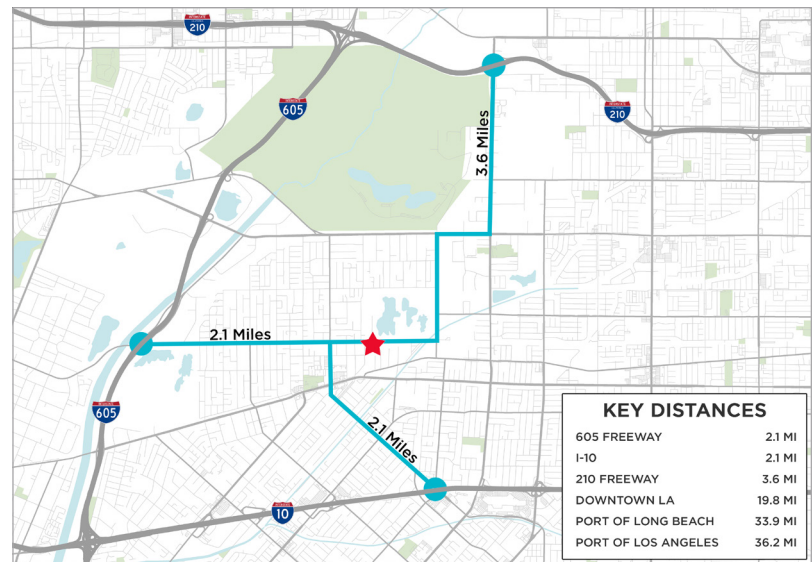 210
605
210
3.6 Miles
2.1 Miles
605
2.1 Miles
10
KEY DISTANCES
605 FREEWAY 2.1 MI
I-10 2.1 MI
210 FREEWAY 3.6 MI
DOWNTOWN LA 19.8 MI
PORT OF LONG BEACH 33.9 MI
PORT OF LOS ANGELES 36.2 MI